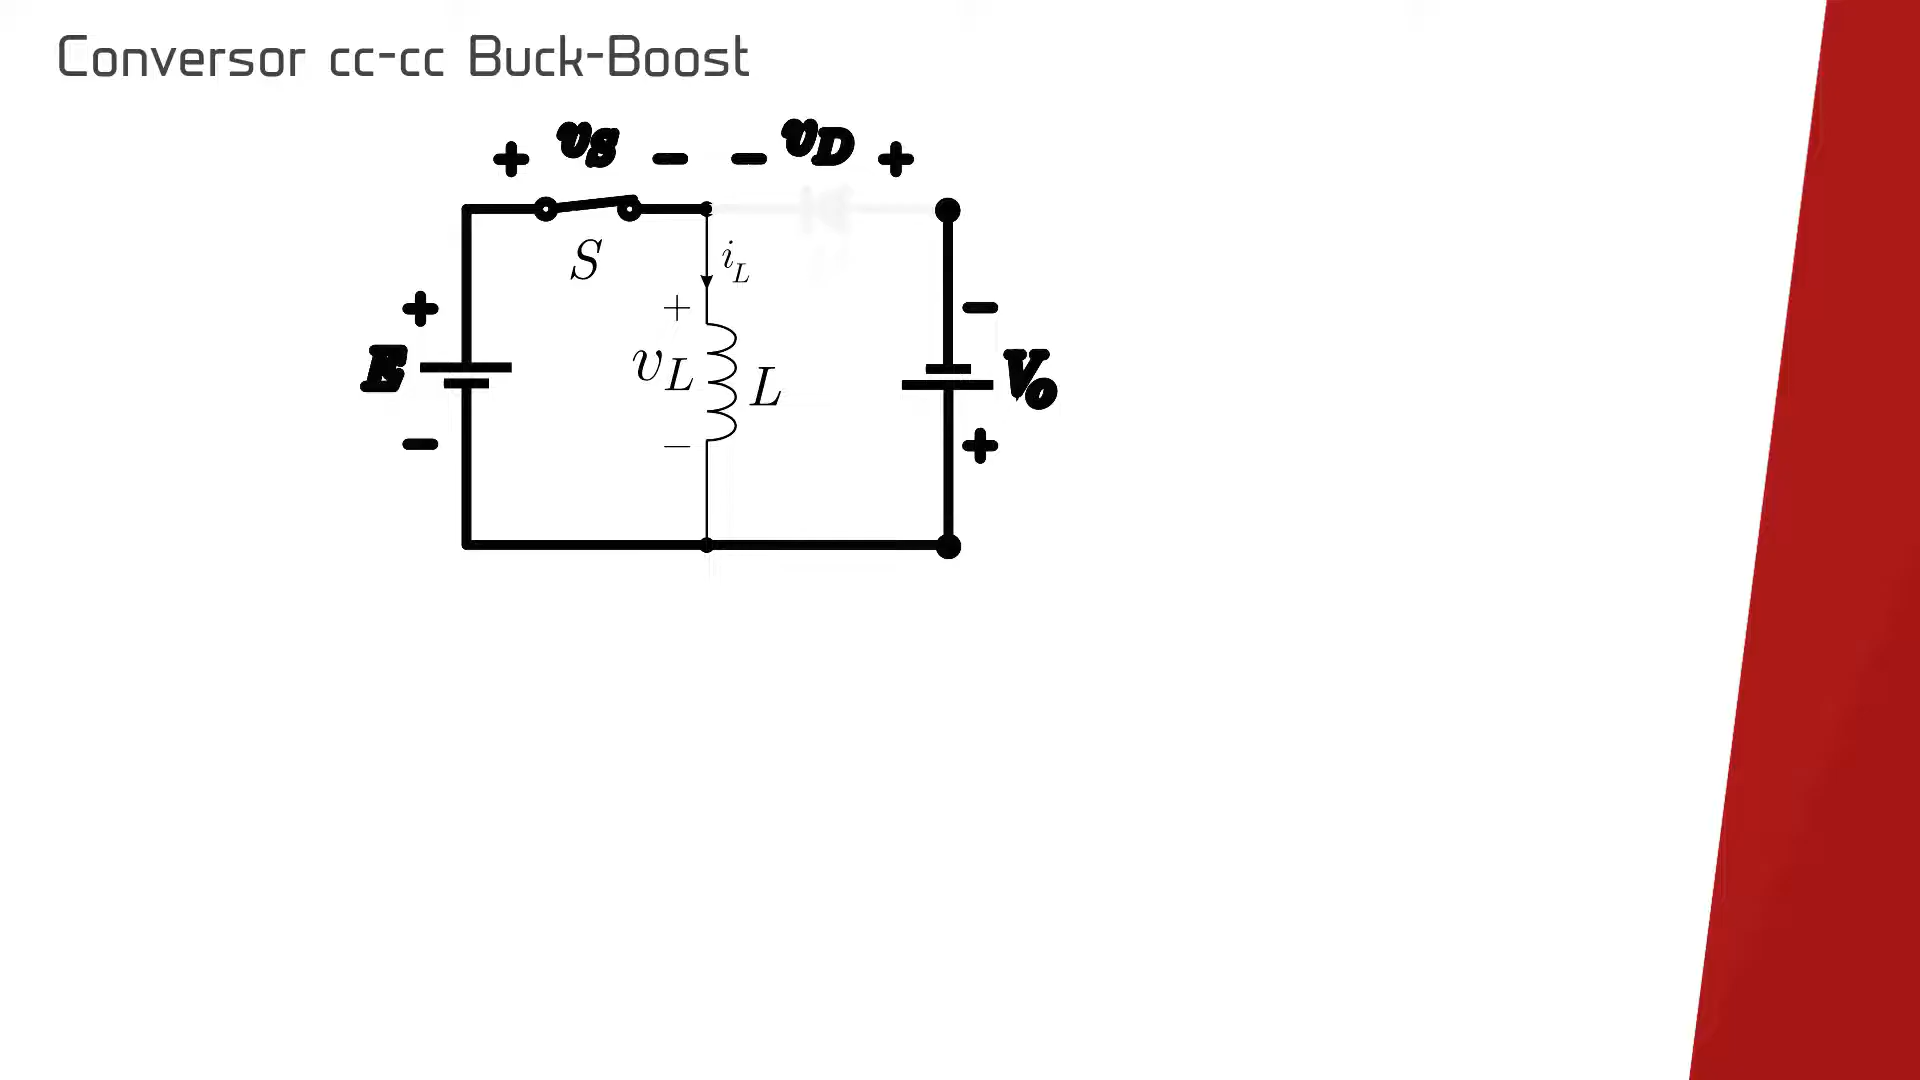 Conversor cc-cc Buck-Boost
+ vS − − vD +
S
iL
+ + −
E vL L Vo
− − +